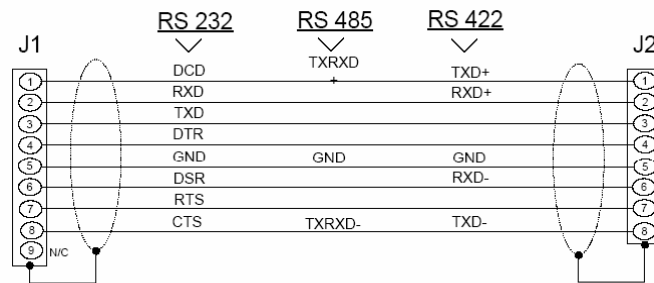 RS 232 RS 485 RS 422
J1 J2
DCD TXRXD + TXD+
1 RXD RXD+ 1
2 TXD 2
3 DTR 3
4 GND GND GND 4
5 DSR RXD- 5
6 RTS 6
7 CTS TXRXD- TXD- 7
8 8
9 N/C